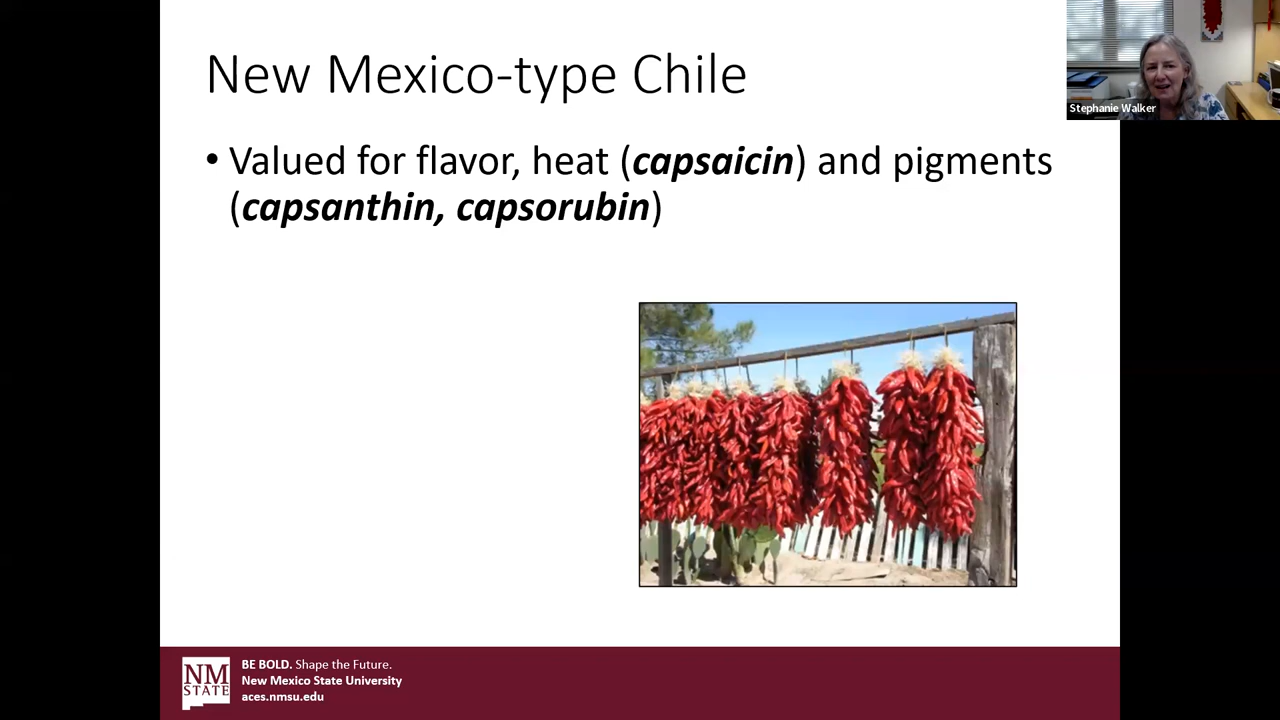 New Mexico-type Chile
Stephanie Walker
• Valued for flavor, heat (capsaicin) and pigments
(capsanthin, capsorubin)
NM
STATE
BE BOLD. Shape the Future.
New Mexico State University
aces.nmsu.edu